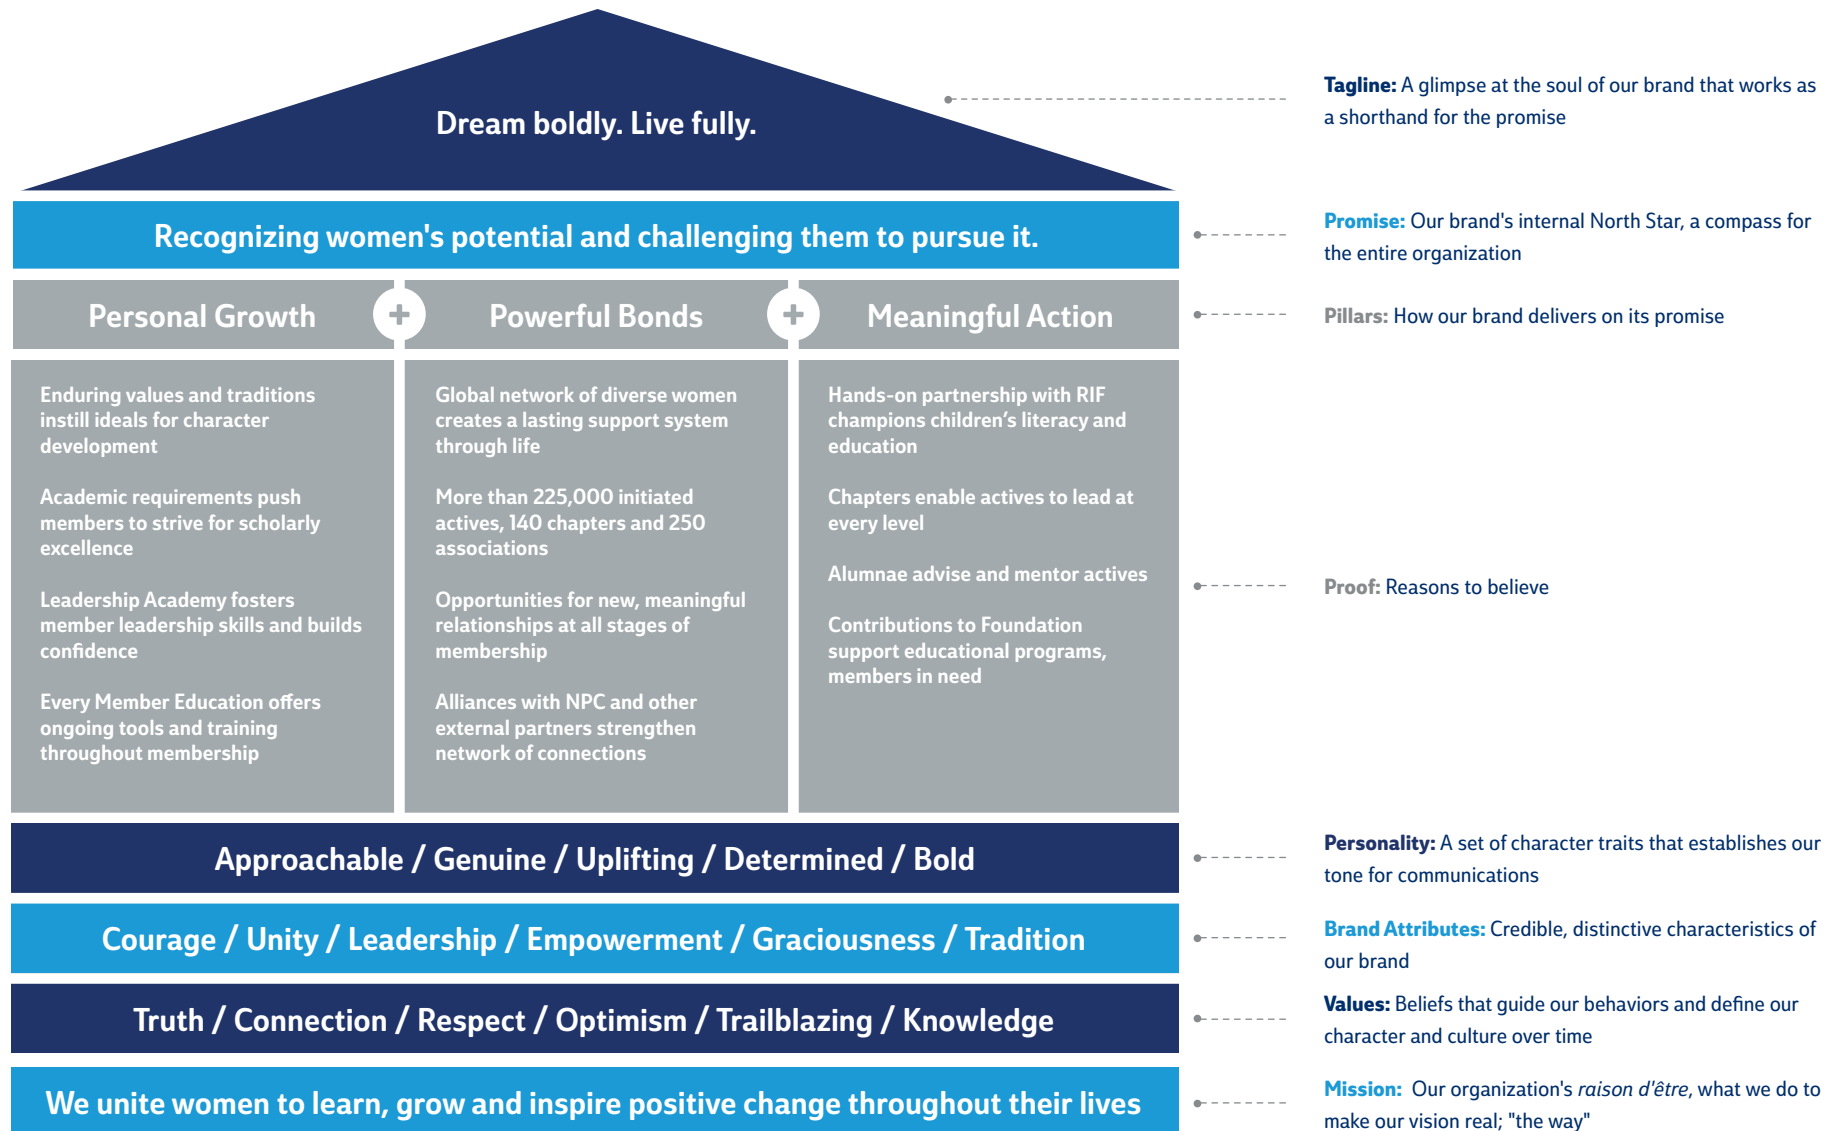 Dream boldly. Live fully.
Tagline: A glimpse at the soul of our brand that works as
a shorthand for the promise
Recognizing women's potential and challenging them to pursue it.
Promise: Our brand's internal North Star, a compass for
the entire organization
Personal Growth
+
Powerful Bonds
+
Meaningful Action
Pillars: How our brand delivers on its promise
Enduring values and traditions
instill ideals for character
development
Academic requirements push
members to strive for scholarly
excellence
Leadership Academy fosters
member leadership skills and builds
confidence
Every Member Education offers
ongoing tools and training
throughout membership
Global network of diverse women
creates a lasting support system
through life
More than 225,000 initiated
actives, 140 chapters and 250
associations
Opportunities for new, meaningful
relationships at all stages of
membership
Alliances with NPC and other
external partners strengthen
network of connections
Hands-on partnership with RIF
champions children’s literacy and
education
Chapters enable actives to lead at
every level
Alumnae advise and mentor actives
Contributions to Foundation
support educational programs,
members in need
Proof: Reasons to believe
Approachable / Genuine / Uplifting / Determined / Bold
Personality: A set of character traits that establishes our
tone for communications
Courage / Unity / Leadership / Empowerment / Graciousness / Tradition
Brand Attributes: Credible, distinctive characteristics of
our brand
Truth / Connection / Respect / Optimism / Trailblazing / Knowledge
Values: Beliefs that guide our behaviors and define our
character and culture over time
We unite women to learn, grow and inspire positive change throughout their lives
Mission: Our organization's raison d'être, what we do to
make our vision real; "the way"